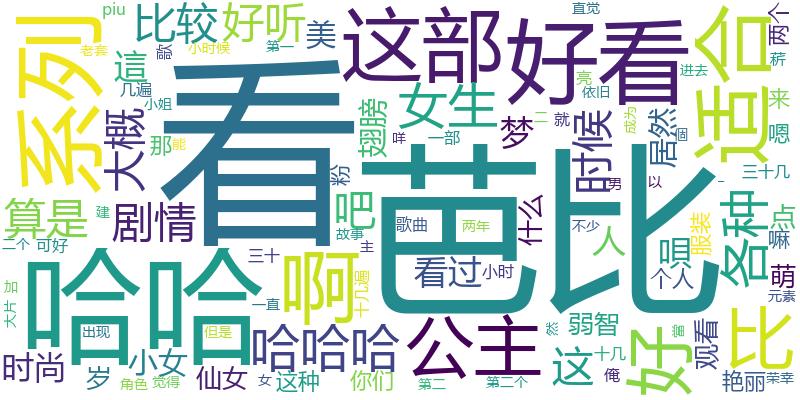 看
芭比
哈哈
这部
好看
系列
适合
公主
好
比
啊
各种
女生
剧情
算是
哈哈哈
比较
好听
大概
时候
居然
翅膀
吧
梦
美
這
看过
什么
人
唄
服装
弱智
这
时尚
小女
仙女
岁
观看
艳丽
萌
个人
点
嘛
嗯
来
两个
三十几
这种
你们
那
粉
piu
几遍
小时候
老套
小姐
能
第一
直觉
亮
依旧
进去
成为
二
就
咩
一部
男
以
歌曲
两年
不少
故事
主
小时
三十
十几遍
一直
二个
可好
建
大片
出现
但是
角色
觉得
女
第二
第二个
十几
俺
然
當
元素
荣幸